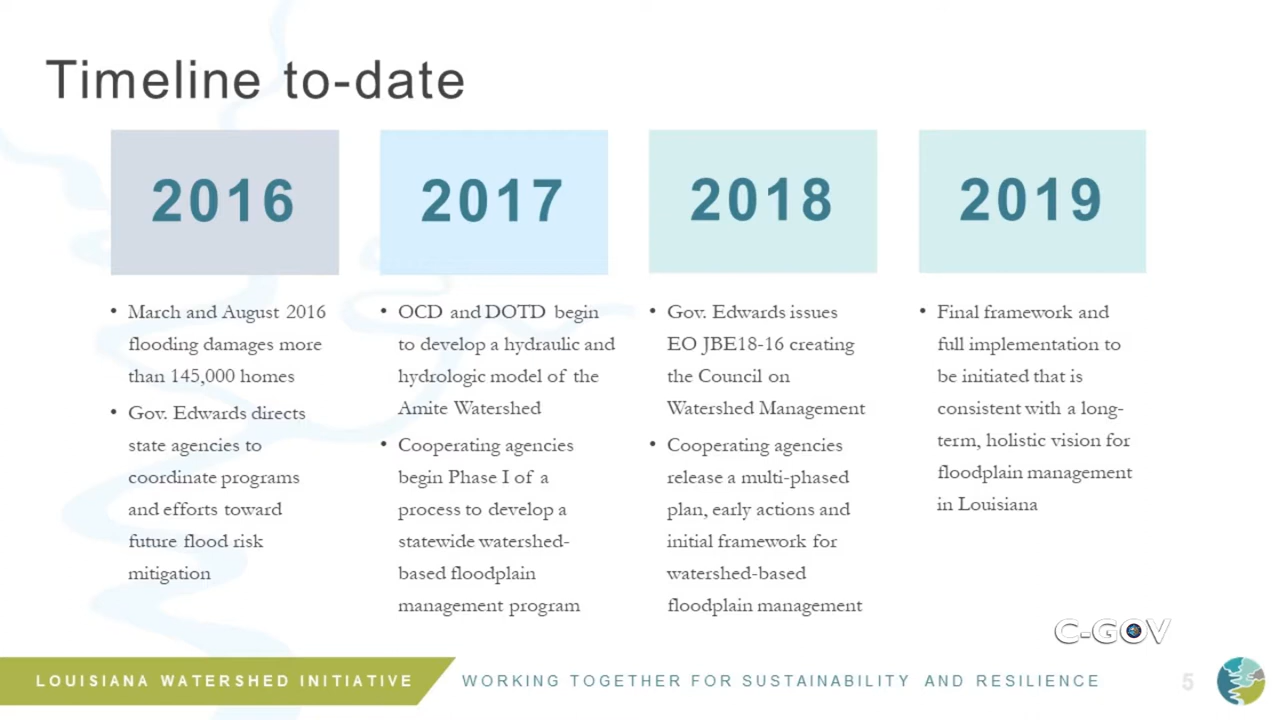 Timeline to-date
2016
• March and August 2016
flooding damages more
than 145,000 homes
• Gov. Edwards directs
state agencies to
coordinate programs
and efforts toward
future flood risk
mitigation
2017
• OCD and DOTD begin
to develop a hydraulic and
hydrologic model of the
Amite Watershed
• Cooperating agencies
begin Phase I of a
process to develop a
statewide watershed-
based floodplain
management program
2018
• Gov. Edwards issues
EO JBE18-16 creating
the Council on
Watershed Management
• Cooperating agencies
release a multi-phased
plan, early actions and
initial framework for
watershed-based
floodplain management
2019
• Final framework and
full implementation to
be initiated that is
consistent with a long-
term, holistic vision for
floodplain management
in Louisiana
C-GOV
LOUISIANA WATERSHED INITIATIVE
WORKING TOGETHER FOR SUSTAINABILITY AND RESILIENCE
5